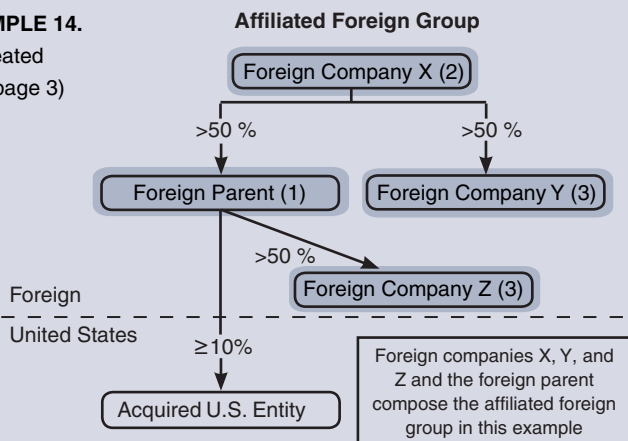 MPLE 14.
eated
page 3)
Affiliated Foreign Group
Foreign Company X (2)
>50 %
>50 %
Foreign Parent (1)
Foreign Company Y (3)
>50 %
Foreign Company Z (3)
Foreign
United States
≥10%
Acquired U.S. Entity
Foreign companies X, Y, and
Z and the foreign parent
compose the affiliated foreign
group in this example